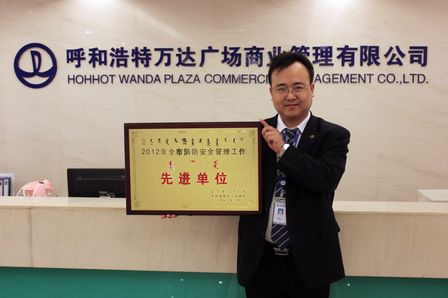 呼和浩特万达广场商业管理有限公司
HOHHOT WANDA PLAZA COMMERCIAL MANAGEMENT CO.,LTD.
2012年全市消防安全管理工作
先进单位